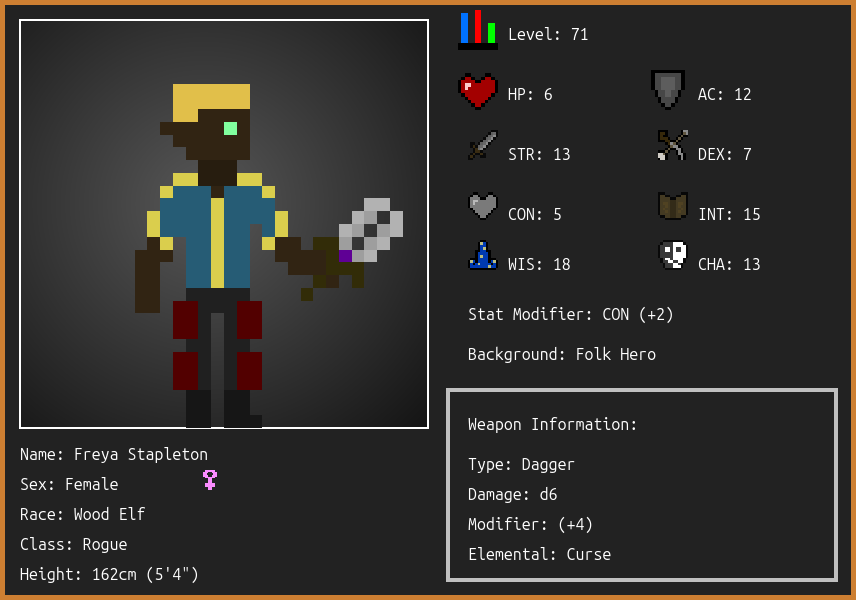 Level: 71
HP: 6
AC: 12
STR: 13
DEX: 7
CON: 5
INT: 15
WIS: 18
CHA: 13
Stat Modifier: CON (+2)
Background: Folk Hero
Weapon Information:
Type: Dagger
Damage: d6
Modifier: (+4)
Elemental: Curse
Name: Freya Stapleton
Sex: Female
Race: Wood Elf
Class: Rogue
Height: 162cm (5'4")